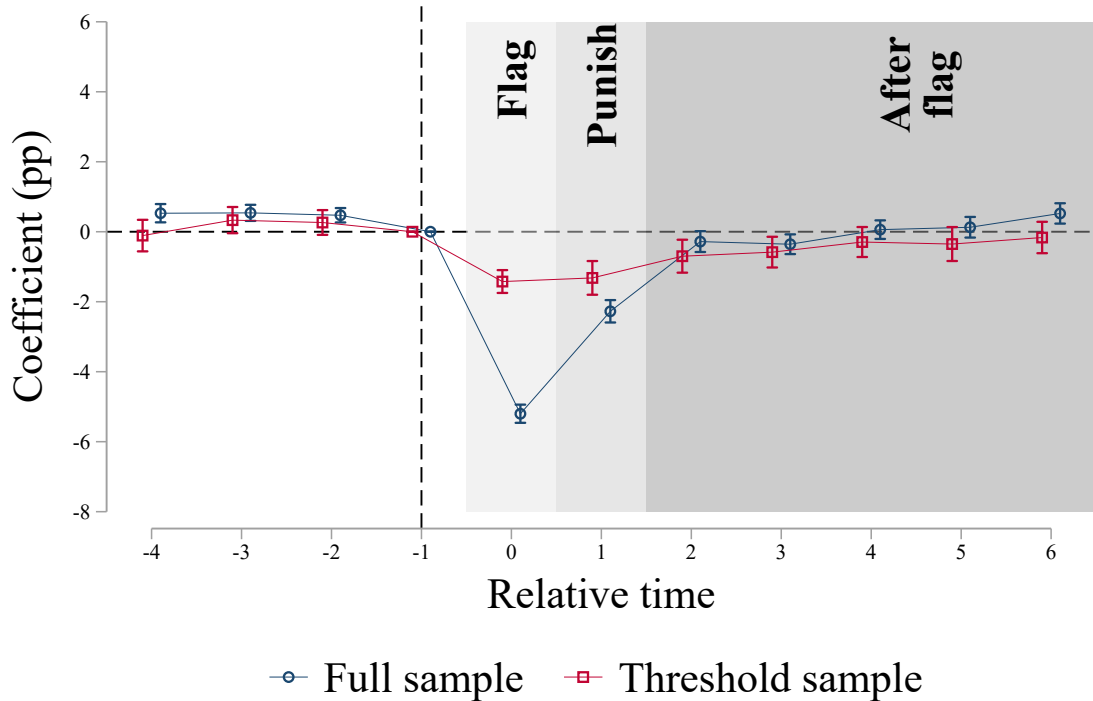 6
4
2
0
-2
-4
-6
-8
Coefficient (pp)
Flag
Punish
After
flag
-4 -3 -2 -1 0 1 2 3 4 5 6
Relative time
Full sample Threshold sample